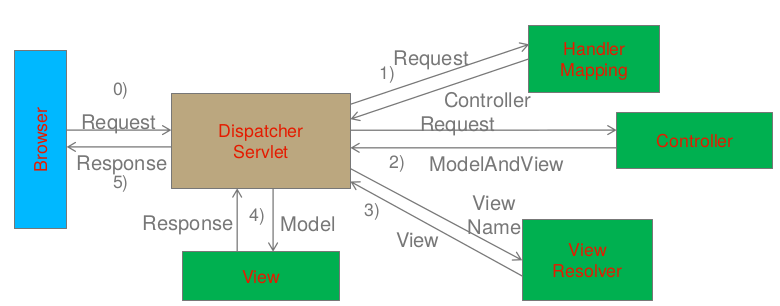 Browser
0)
Request
Response
5)
Dispatcher
Servlet
1)
Request
Controller
Handler
Mapping
Request
2)
ModelAndView
Controller
3)
View
Name
View
View
Resolver
Response
4)
Model
View